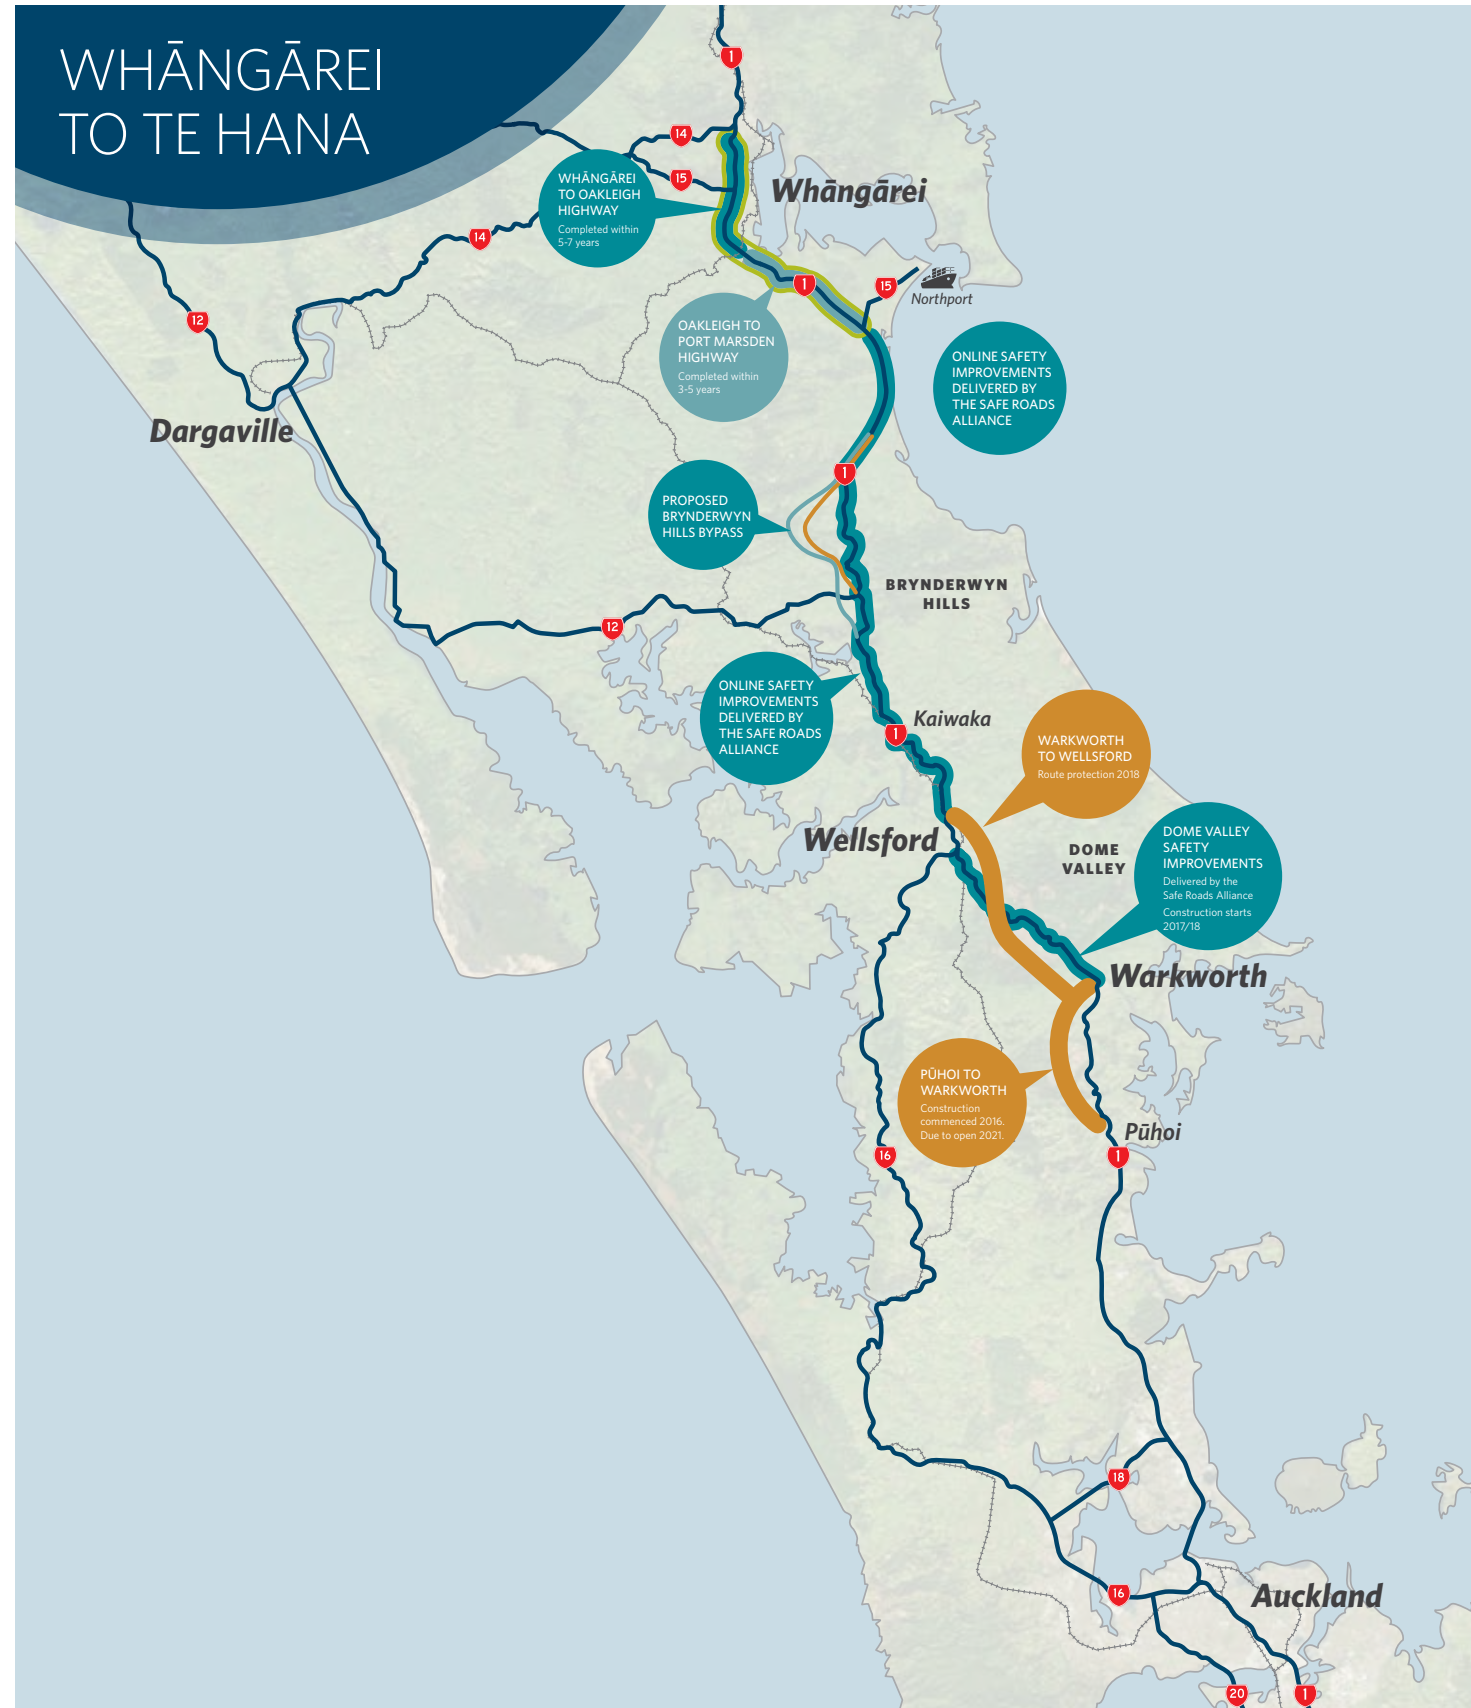 WHĀNGĀREI
TO TE HANA
1
14
WHĀNGĀREI
TO OAKLEIGH
HIGHWAY
Completed within
5-7 years
15
Whāngārei
14
1
15
Northport
12
OAKLEIGH TO
PORT MARSDEN
HIGHWAY
Completed within
3-5 years
ONLINE SAFETY
IMPROVEMENTS
DELIVERED BY
THE SAFE ROADS
ALLIANCE
Dargaville
1
PROPOSED
BRYNDERWYN
HILLS BYPASS
BRYNDERWYN
HILLS
12
ONLINE SAFETY
IMPROVEMENTS
DELIVERED BY
THE SAFE ROADS
ALLIANCE
Kaiwaka
1
WARKWORTH
TO WELLSFORD
Route protection 2018
Wellsford
DOME
VALLEY
DOME VALLEY
SAFETY
IMPROVEMENTS
Delivered by the
Safe Roads Alliance
Construction starts
2017/18
Warkworth
PŪHOI TO
WARKWORTH
Construction
commenced 2016.
Due to open 2021.
Pūhoi
16
1
18
16
Auckland
20
1